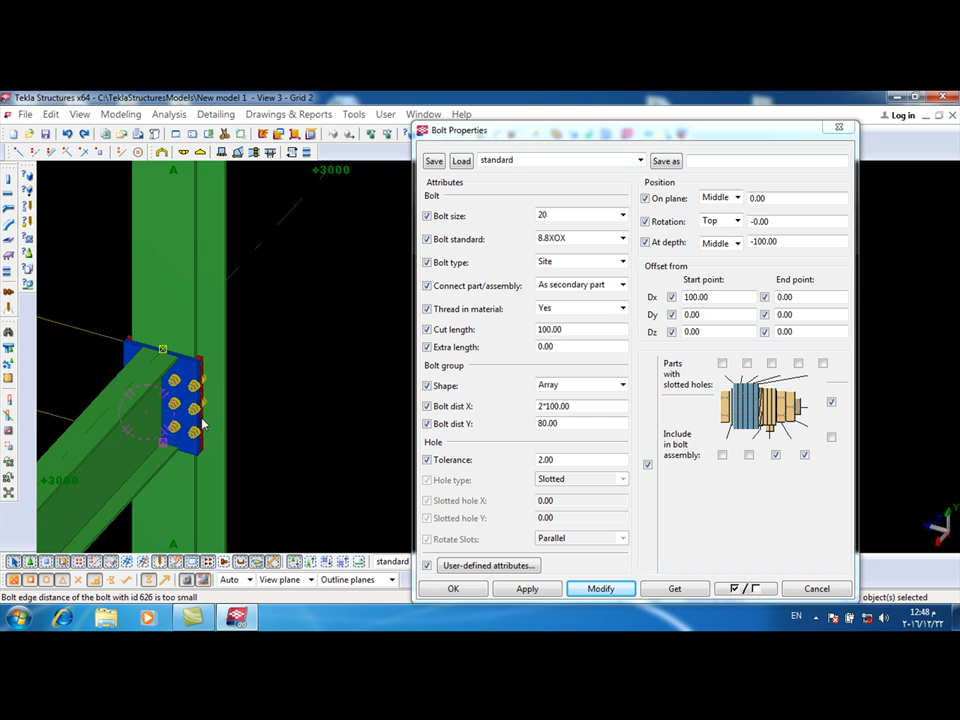 Tekla Structures x64 - C:\TeklaStructuresModels\New model 1 - View 3 - Grid 2
File Edit View Modeling Analysis Detailing Drawings & Reports Tools User Window Help
Log in
Bolt Properties
Save Load standard Save as
Attributes
Bolt
Bolt size: 20
Bolt standard: 8.8XOX
Bolt type: Site
Connect part/assembly: As secondary part
Thread in material: Yes
Cut length: 100.00
Extra length: 0.00
Bolt group
Shape: Array
Bolt dist X: 2*100.00
Bolt dist Y: 80.00
Hole
Tolerance: 2.00
Hole type: Slotted
Slotted hole X: 0.00
Slotted hole Y: 0.00
Rotate Slots: Parallel
User-defined attributes...
Position
On plane: Middle 0.00
Rotation: Top -0.00
At depth: Middle -100.00
Offset from
Start point: End point:
Dx 100.00 0.00
Dy 0.00 0.00
Dz 0.00 0.00
Parts
with
slotted holes:
Include
in bolt
assembly:
OK Apply Modify Get / Cancel
A
+3000
+3000
A
standard
Auto View plane Outline planes
Bolt edge distance of the bolt with id 626 is too small
object(s) selected
EN
12:48 م
٢٠١٦/١٢/٢٢